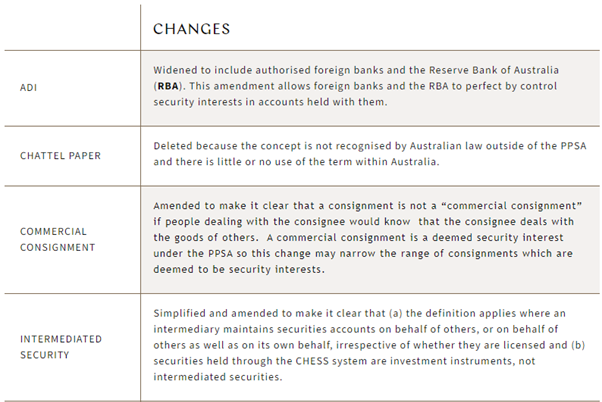 CHANGES
ADI
Widened to include authorised foreign banks and the Reserve Bank of Australia
(RBA). This amendment allows foreign banks and the RBA to perfect by control
security interests in accounts held with them.
CHATTEL PAPER
Deleted because the concept is not recognised by Australian law outside of the PPSA
and there is little or no use of the term within Australia.
COMMERCIAL
CONSIGNMENT
Amended to make it clear that a consignment is not a “commercial consignment”
if people dealing with the consignee would know that the consignee deals with
the goods of others. A commercial consignment is a deemed security interest
under the PPSA so this change may narrow the range of consignments which are
deemed to be security interests.
INTERMEDIATED
SECURITY
Simplified and amended to make it clear that (a) the definition applies where an
intermediary maintains securities accounts on behalf of others, or on behalf of
others as well as on its own behalf, irrespective of whether they are licensed and (b)
securities held through the CHESS system are investment instruments, not
intermediated securities.